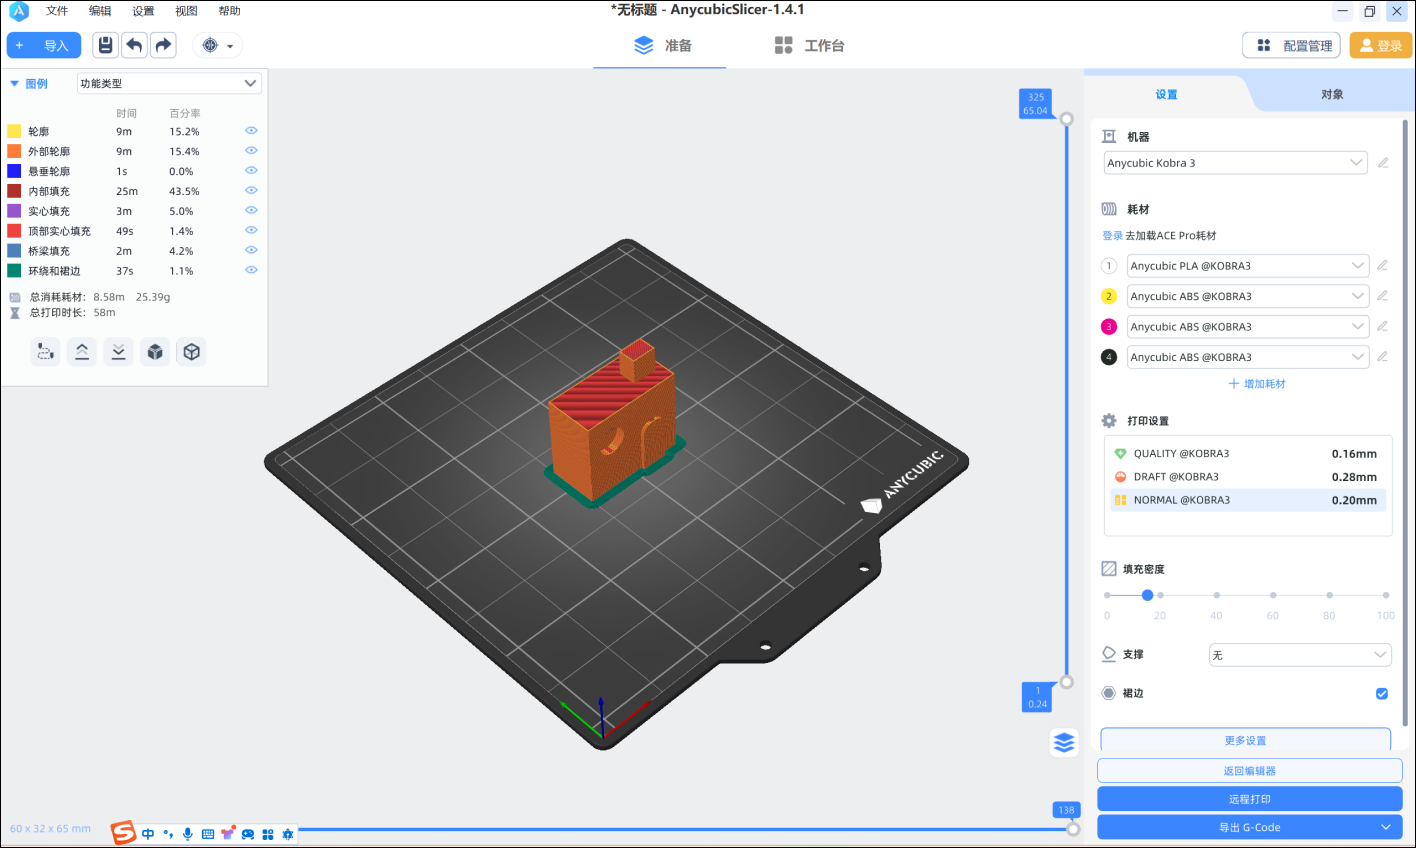 *无标题 - AnycubicSlicer-1.4.1
文件 编辑 设置 视图 帮助
+ 导入
准备
工作台
配置管理
登录
图例 功能类型
时间 百分率
轮廓 9m 15.2%
外部轮廓 9m 15.4%
悬垂轮廓 1s 0.0%
内部填充 25m 43.5%
实心填充 3m 5.0%
顶部实心填充 49s 1.4%
桥梁填充 2m 4.2%
环绕和裙边 37s 1.1%
总消耗耗材: 8.58m 25.39g
总打印时长: 58m
325
65.04
ANYCUBIC.
1
0.24
138
60 x 32 x 65 mm
中
设置
对象
机器
Anycubic Kobra 3
耗材
登录 去加载ACE Pro耗材
1 Anycubic PLA @KOBRA3
2 Anycubic ABS @KOBRA3
3 Anycubic ABS @KOBRA3
4 Anycubic ABS @KOBRA3
+ 增加耗材
打印设置
QUALITY @KOBRA3 0.16mm
DRAFT @KOBRA3 0.28mm
NORMAL @KOBRA3 0.20mm
填充密度
0 20 40 60 80 100
支撑 无
裙边
更多设置
返回编辑器
远程打印
导出 G-Code